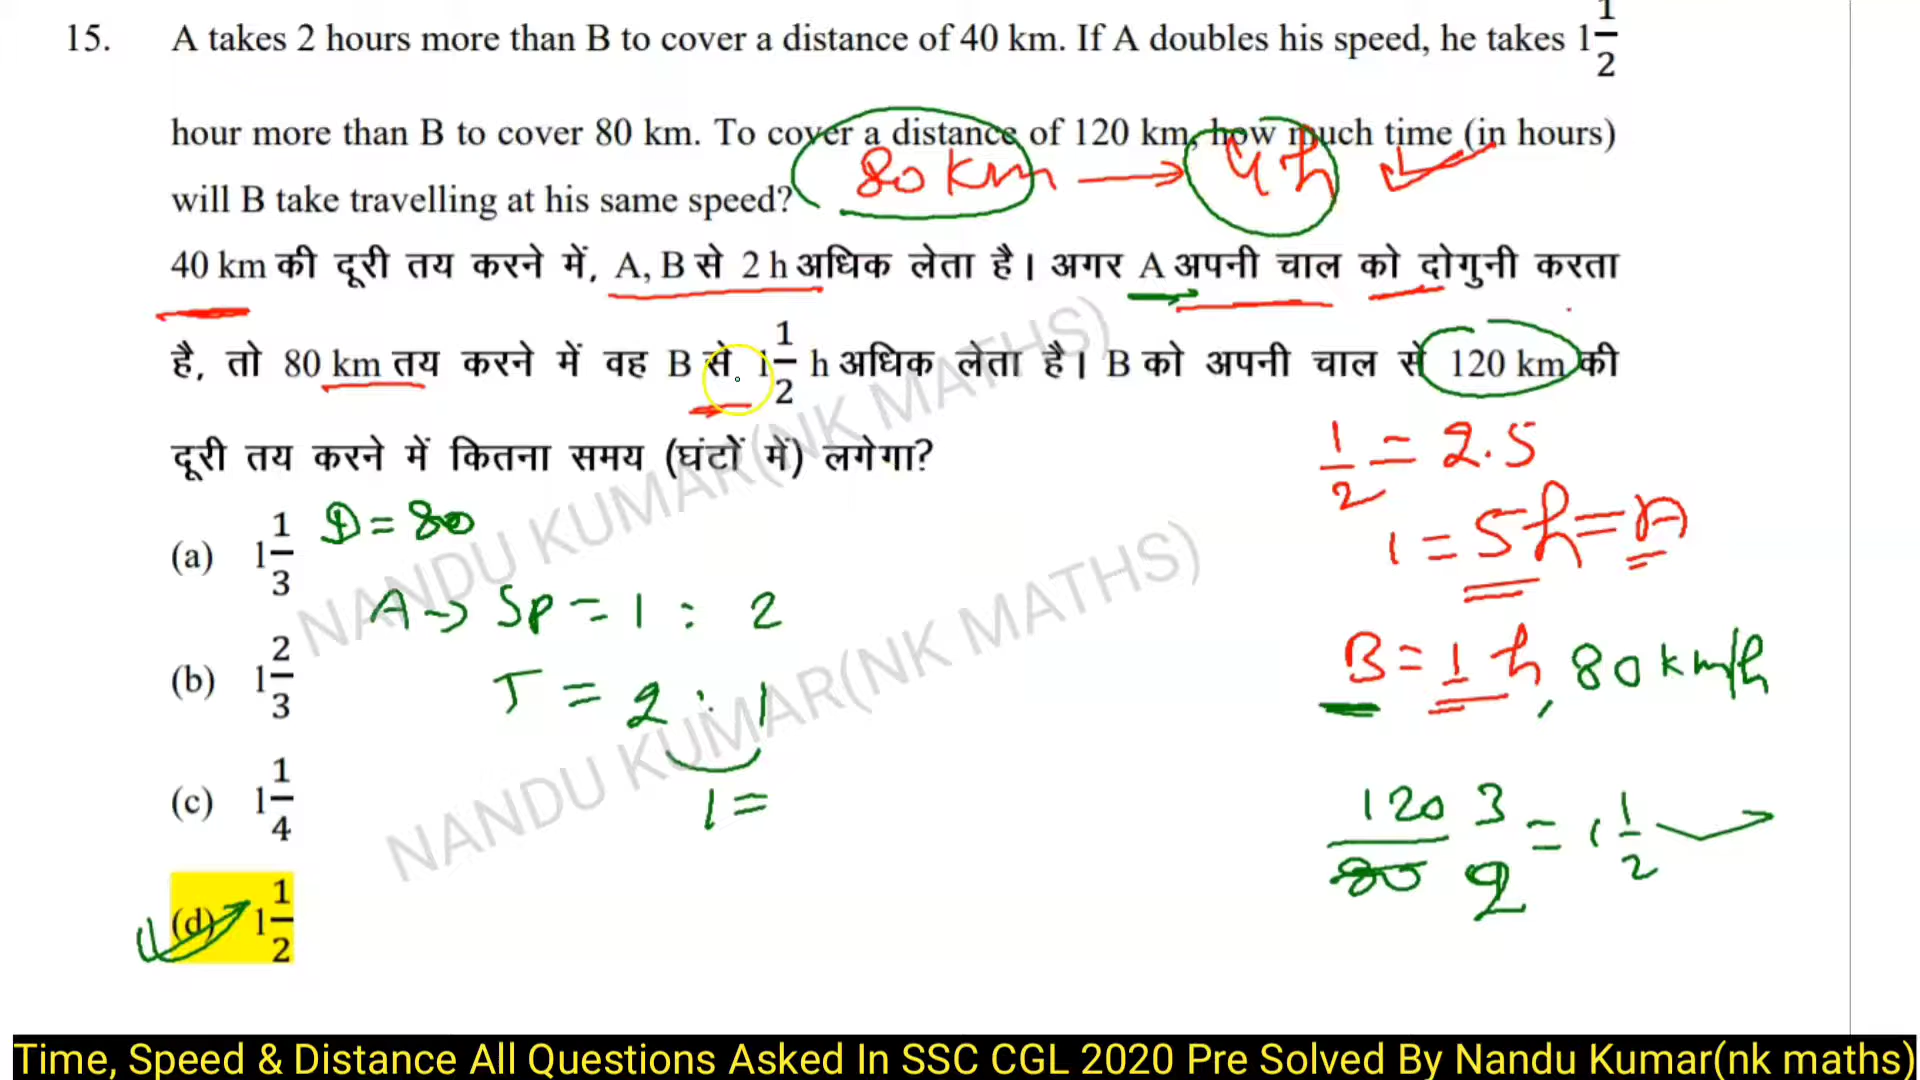 15. A takes 2 hours more than B to cover a distance of 40 km. If A doubles his speed, he takes 1 1/2
hour more than B to cover 80 km. To cover a distance of 120 km, how much time (in hours)
will B take travelling at his same speed?
80 km → 4 h
40 km की दूरी तय करने में, A, B से 2 h अधिक लेता है। अगर A अपनी चाल को दोगुनी करता
है, तो 80 km तय करने में वह B से 1 1/2 h अधिक लेता है। B को अपनी चाल से 120 km की
दूरी तय करने में कितना समय (घंटों में) लगेगा?
1/2 = 2.5
1 = 5h = A
B = 1 h, 80 km/h
120/80 3/2 = 1 1/2
(a) 1 1/3
D = 80
A → Sp = 1 : 2
(b) 1 2/3
T = 2 : 1
1 =
(c) 1 1/4
(d) 1 1/2
NANDU KUMAR(NK MATHS)
NANDU KUMAR(NK MATHS)
Time, Speed & Distance All Questions Asked In SSC CGL 2020 Pre Solved By Nandu Kumar(nk maths)